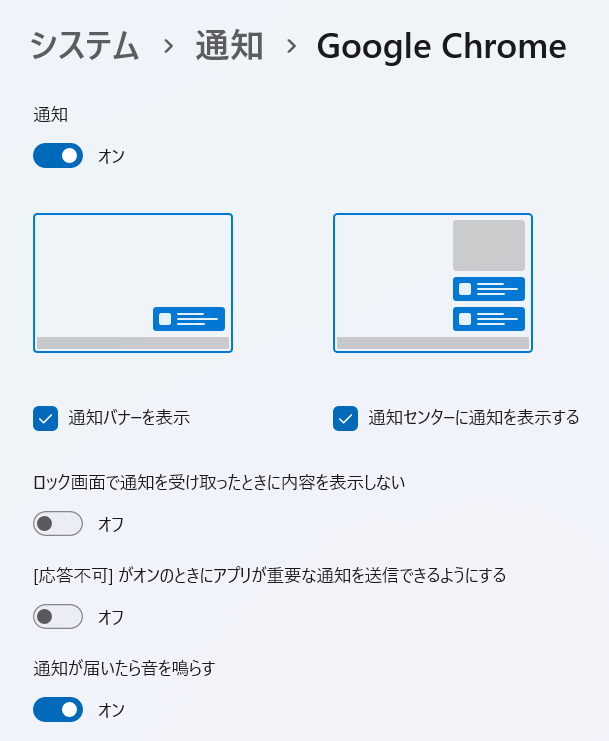 システム > 通知 > Google Chrome
通知
オン
通知バナーを表示
通知センターに通知を表示する
ロック画面で通知を受け取ったときに内容を表示しない
オフ
[応答不可] がオンのときにアプリが重要な通知を送信できるようにする
オフ
通知が届いたら音を鳴らす
オン